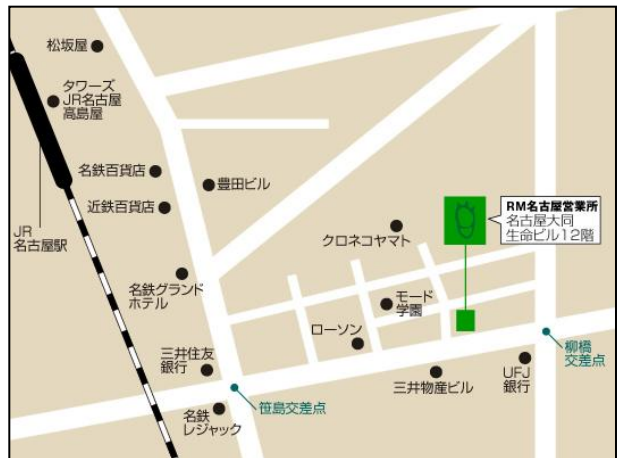 松坂屋
タワーズ
JR名古屋
高島屋
名鉄百貨店
豊田ビル
近鉄百貨店
JR
名古屋駅
RM名古屋営業所
名古屋大同
生命ビル12階
クロネコヤマト
名鉄グランド
ホテル
モード
学園
ローソン
三井住友
銀行
柳橋
交差点
UFJ
銀行
三井物産ビル
笹島交差点
名鉄
レジャック